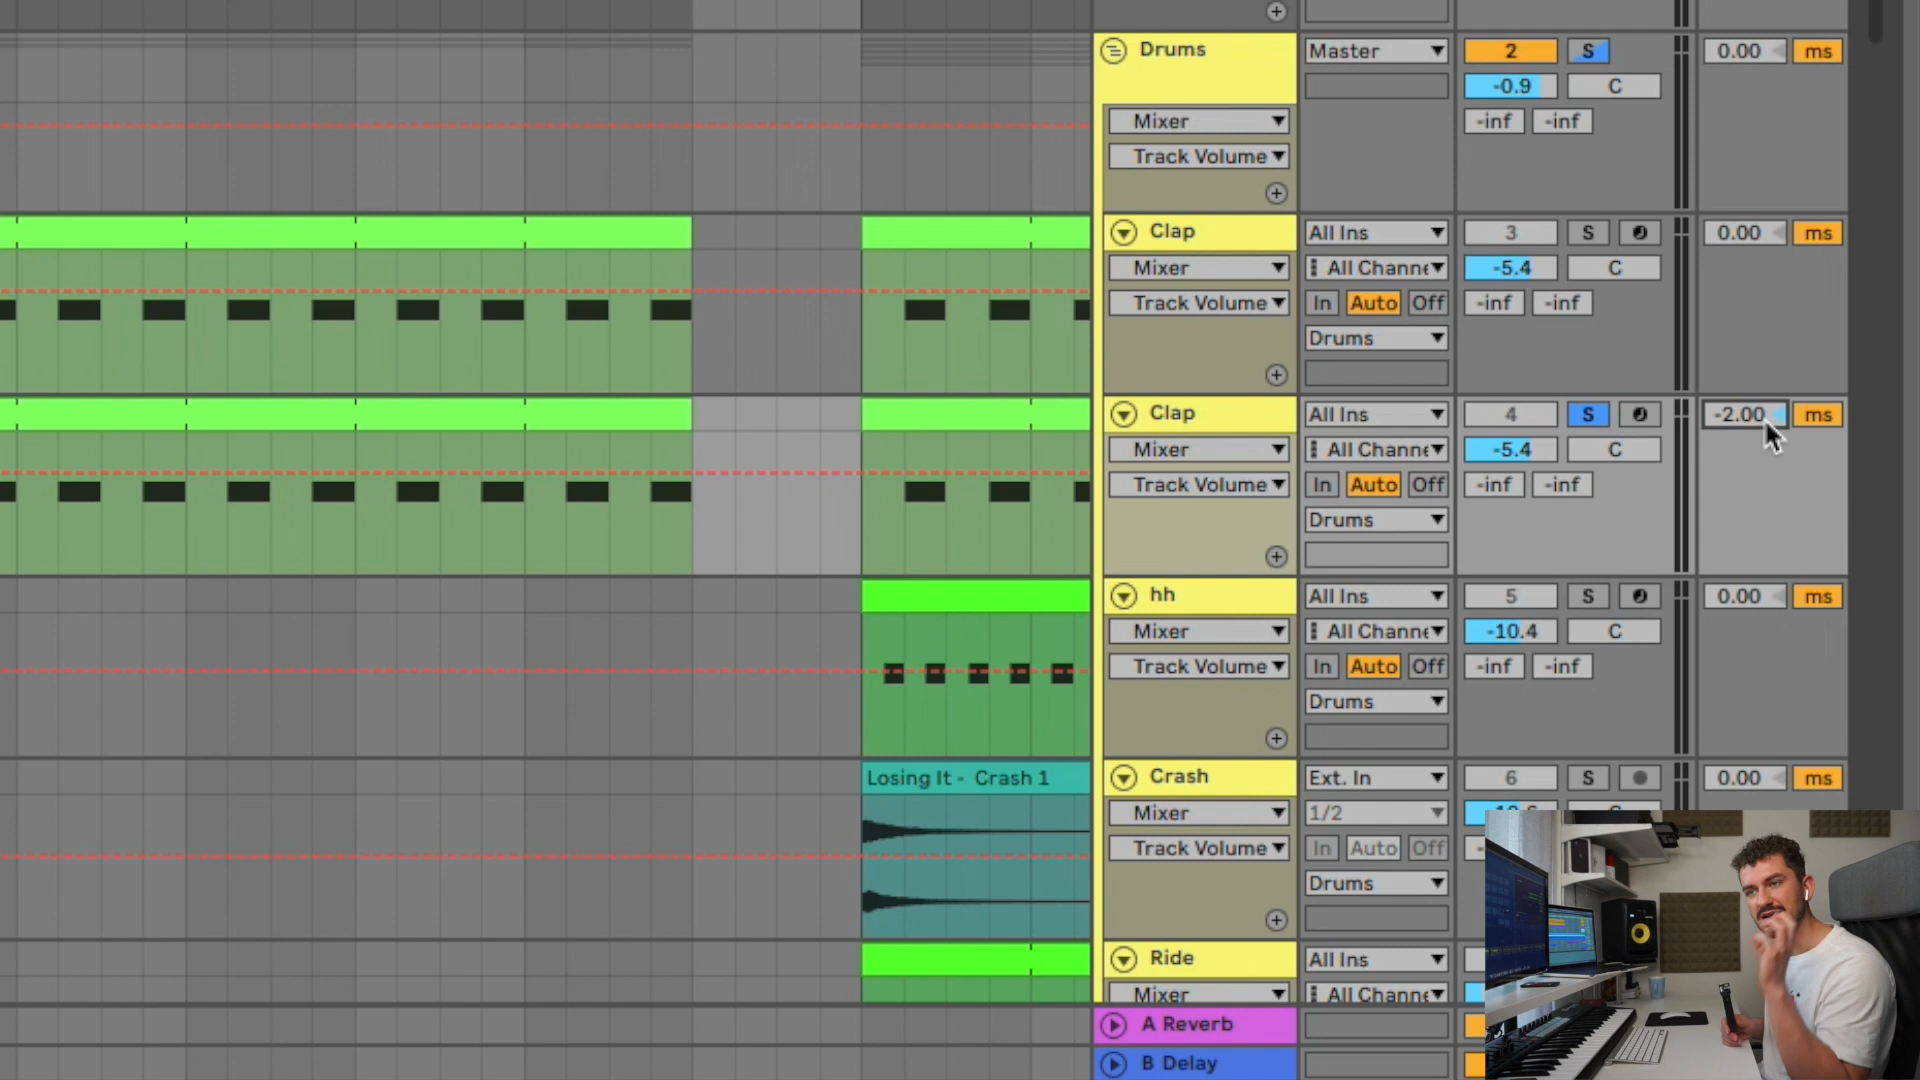 Drums Master 2 S 0.00 ms
-0.9 C
Mixer -inf -inf
Track Volume
Clap All Ins 3 S 0.00 ms
Mixer All Channe -5.4 C
Track Volume In Auto Off -inf -inf
Drums
Clap All Ins 4 S -2.00 ms
Mixer All Channe -5.4 C
Track Volume In Auto Off -inf -inf
Drums
hh All Ins 5 S 0.00 ms
Mixer All Channe -10.4 C
Track Volume In Auto Off -inf -inf
Drums
Losing It - Crash 1 Crash Ext. In 6 S 0.00 ms
Mixer 1/2
Track Volume In Auto Off
Drums
Ride All Ins
Mixer All Channe
A Reverb
B Delay